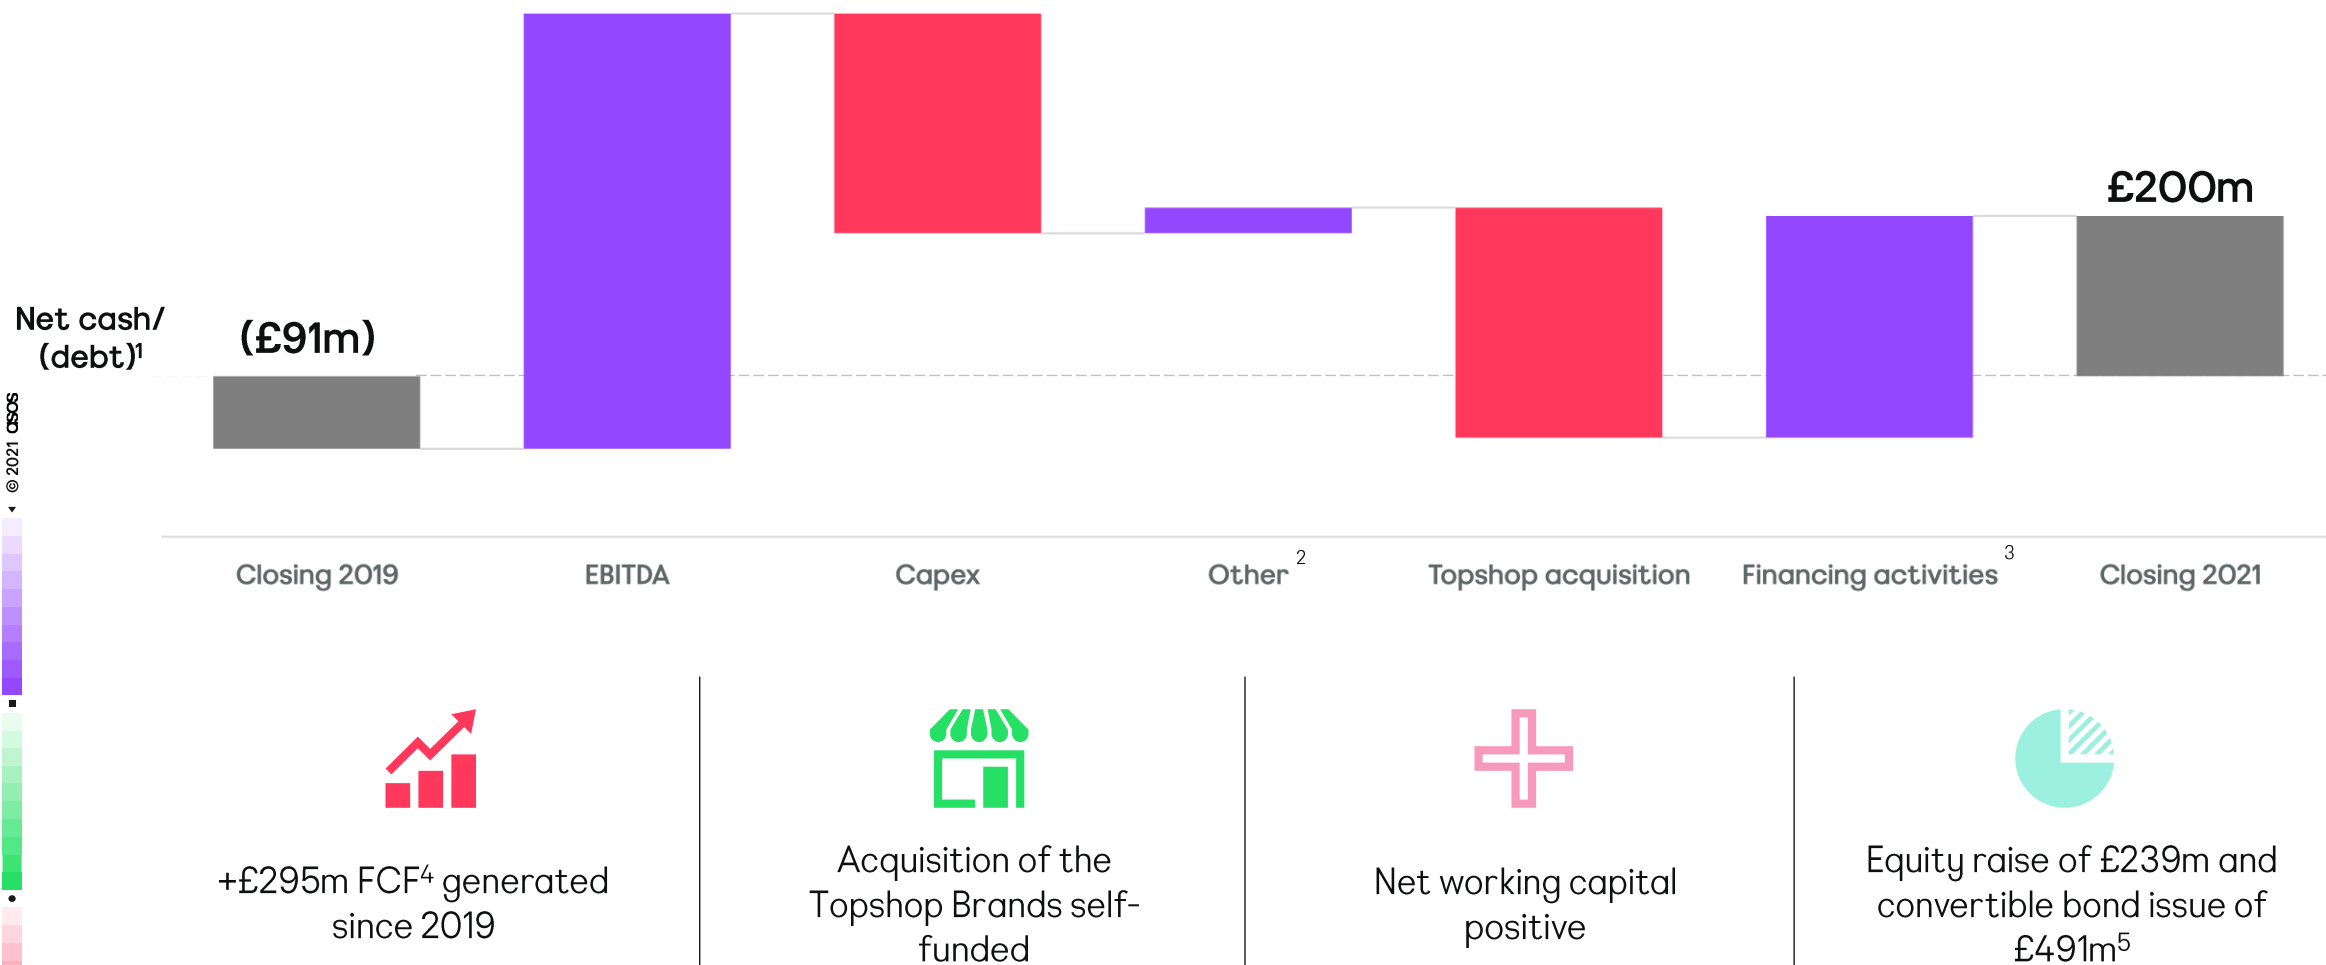 £200m
Net cash/
(debt)1
(£91m)
© 2021 asos
Closing 2019
EBITDA
Capex
Other 2
Topshop acquisition
Financing activities 3
Closing 2021
+£295m FCF4 generated
since 2019
Acquisition of the
Topshop Brands self-
funded
Net working capital
positive
Equity raise of £239m and
convertible bond issue of
£491m5